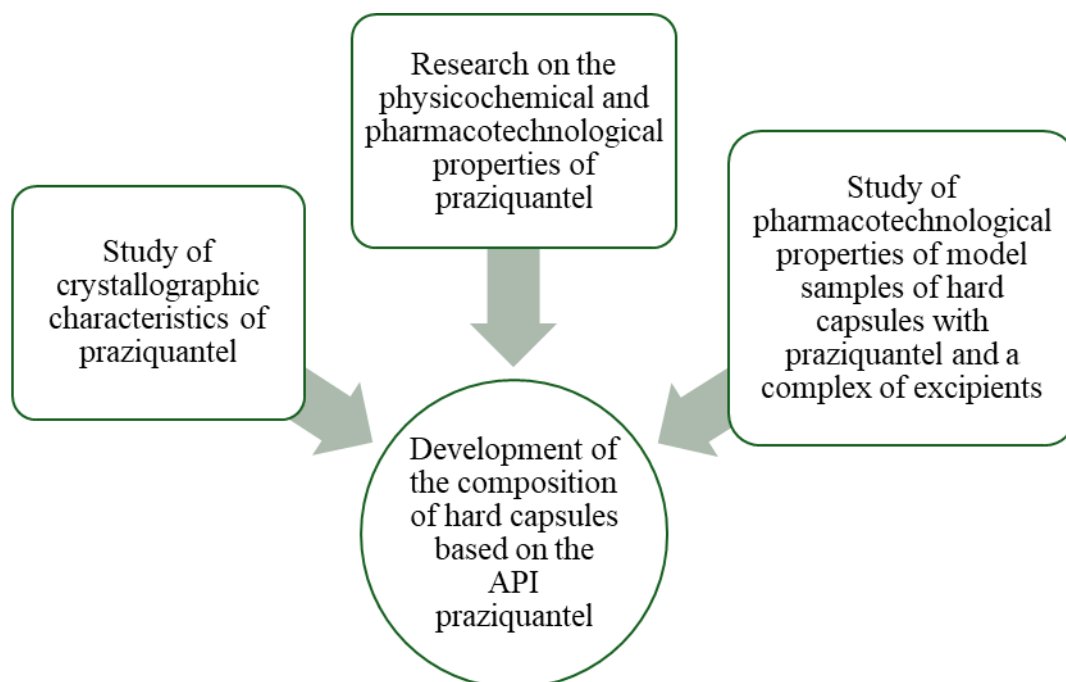 Study of
crystallographic
characteristics of
praziquantel
Research on the
physicochemical and
pharmacotechnological
properties of
praziquantel
Study of
pharmacotechnological
properties of model
samples of hard
capsules with
praziquantel and a
complex of excipients
Development of
the composition
of hard capsules
based on the
API
praziquantel